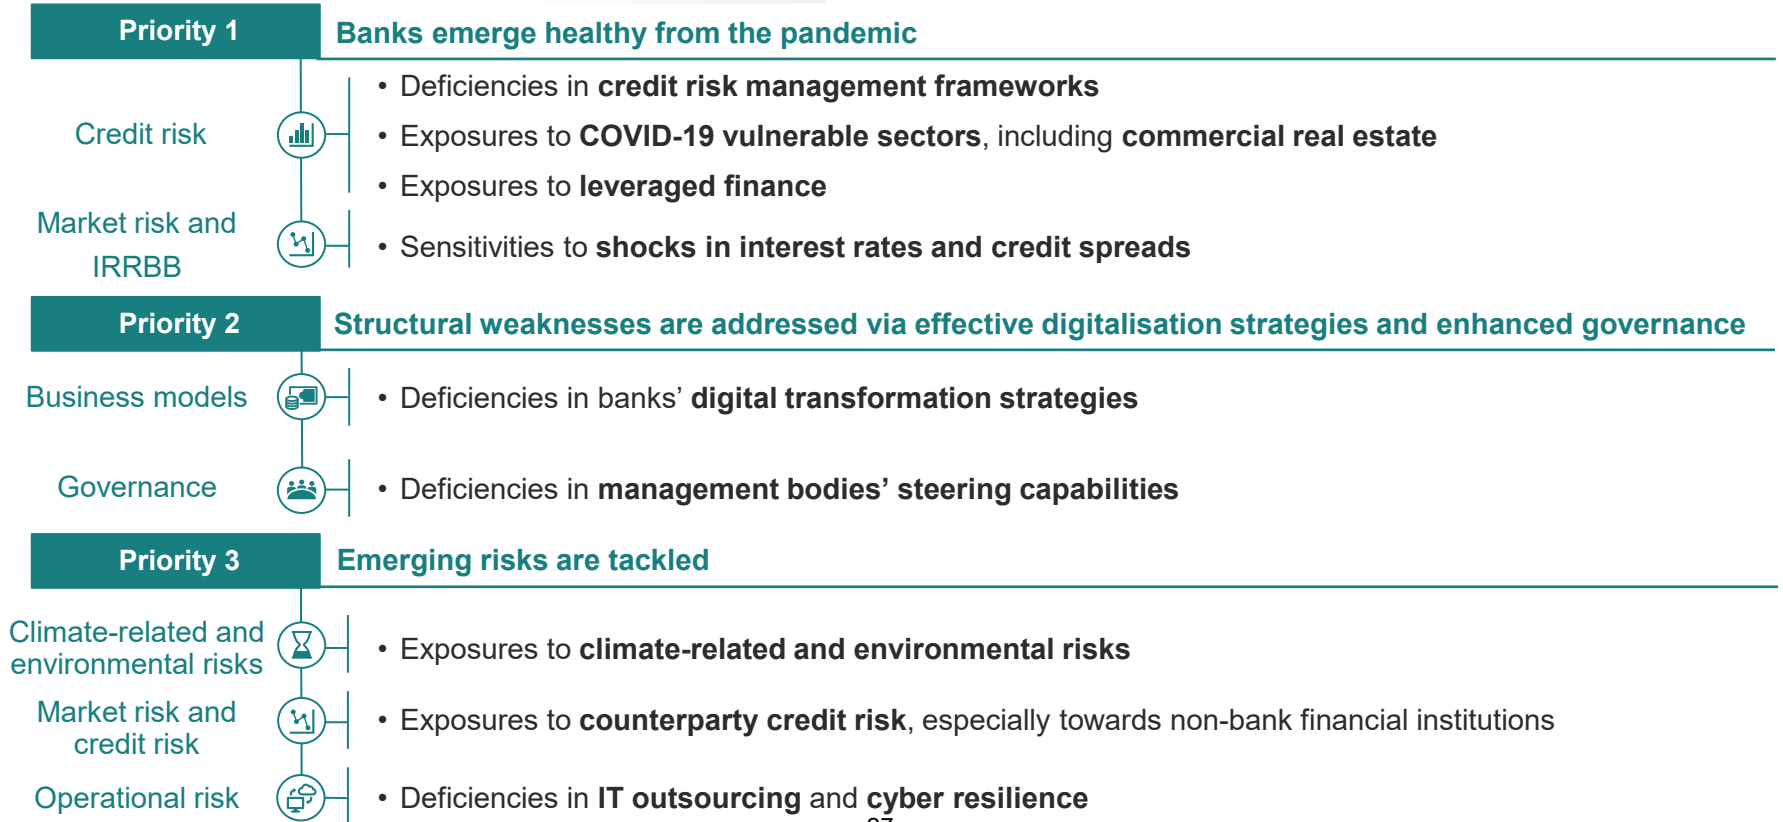 Priority 1
Banks emerge healthy from the pandemic
Credit risk
• Deficiencies in credit risk management frameworks
• Exposures to COVID-19 vulnerable sectors, including commercial real estate
• Exposures to leveraged finance
Market risk and
IRRBB
• Sensitivities to shocks in interest rates and credit spreads
Priority 2
Structural weaknesses are addressed via effective digitalisation strategies and enhanced governance
Business models
• Deficiencies in banks’ digital transformation strategies
Governance
• Deficiencies in management bodies’ steering capabilities
Priority 3
Emerging risks are tackled
Climate-related and
environmental risks
• Exposures to climate-related and environmental risks
Market risk and
credit risk
• Exposures to counterparty credit risk, especially towards non-bank financial institutions
Operational risk
• Deficiencies in IT outsourcing and cyber resilience